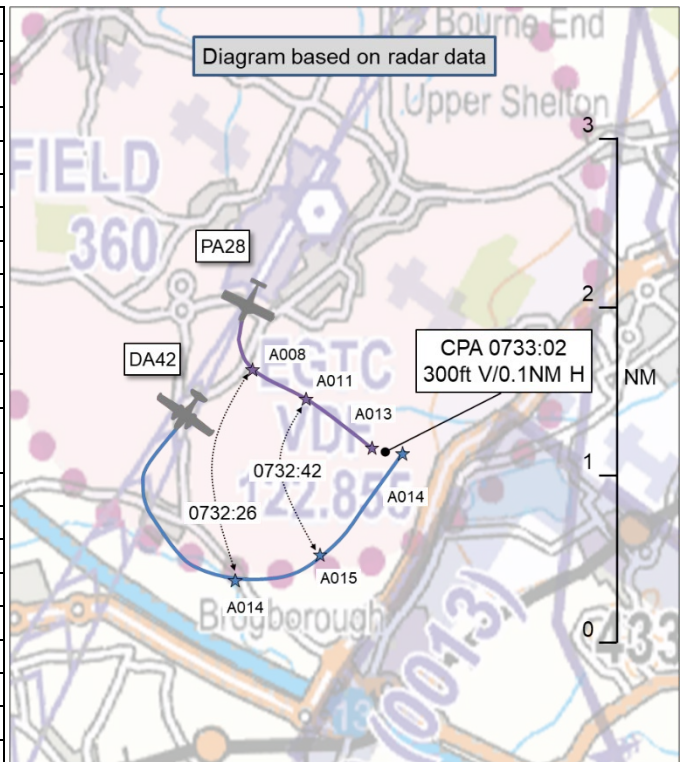 Bourne End
Diagram based on radar data
Upper Shelton
3
FIELD
360
PA28
2
DA42
A008
EGTC
A011
CPA 0733:02
300ft V/0.1NM H
NM
VDF
A013
0732:42
1
122.855
A014
0732:26
A015
A014
Brogborough
0
433
(0013)
13